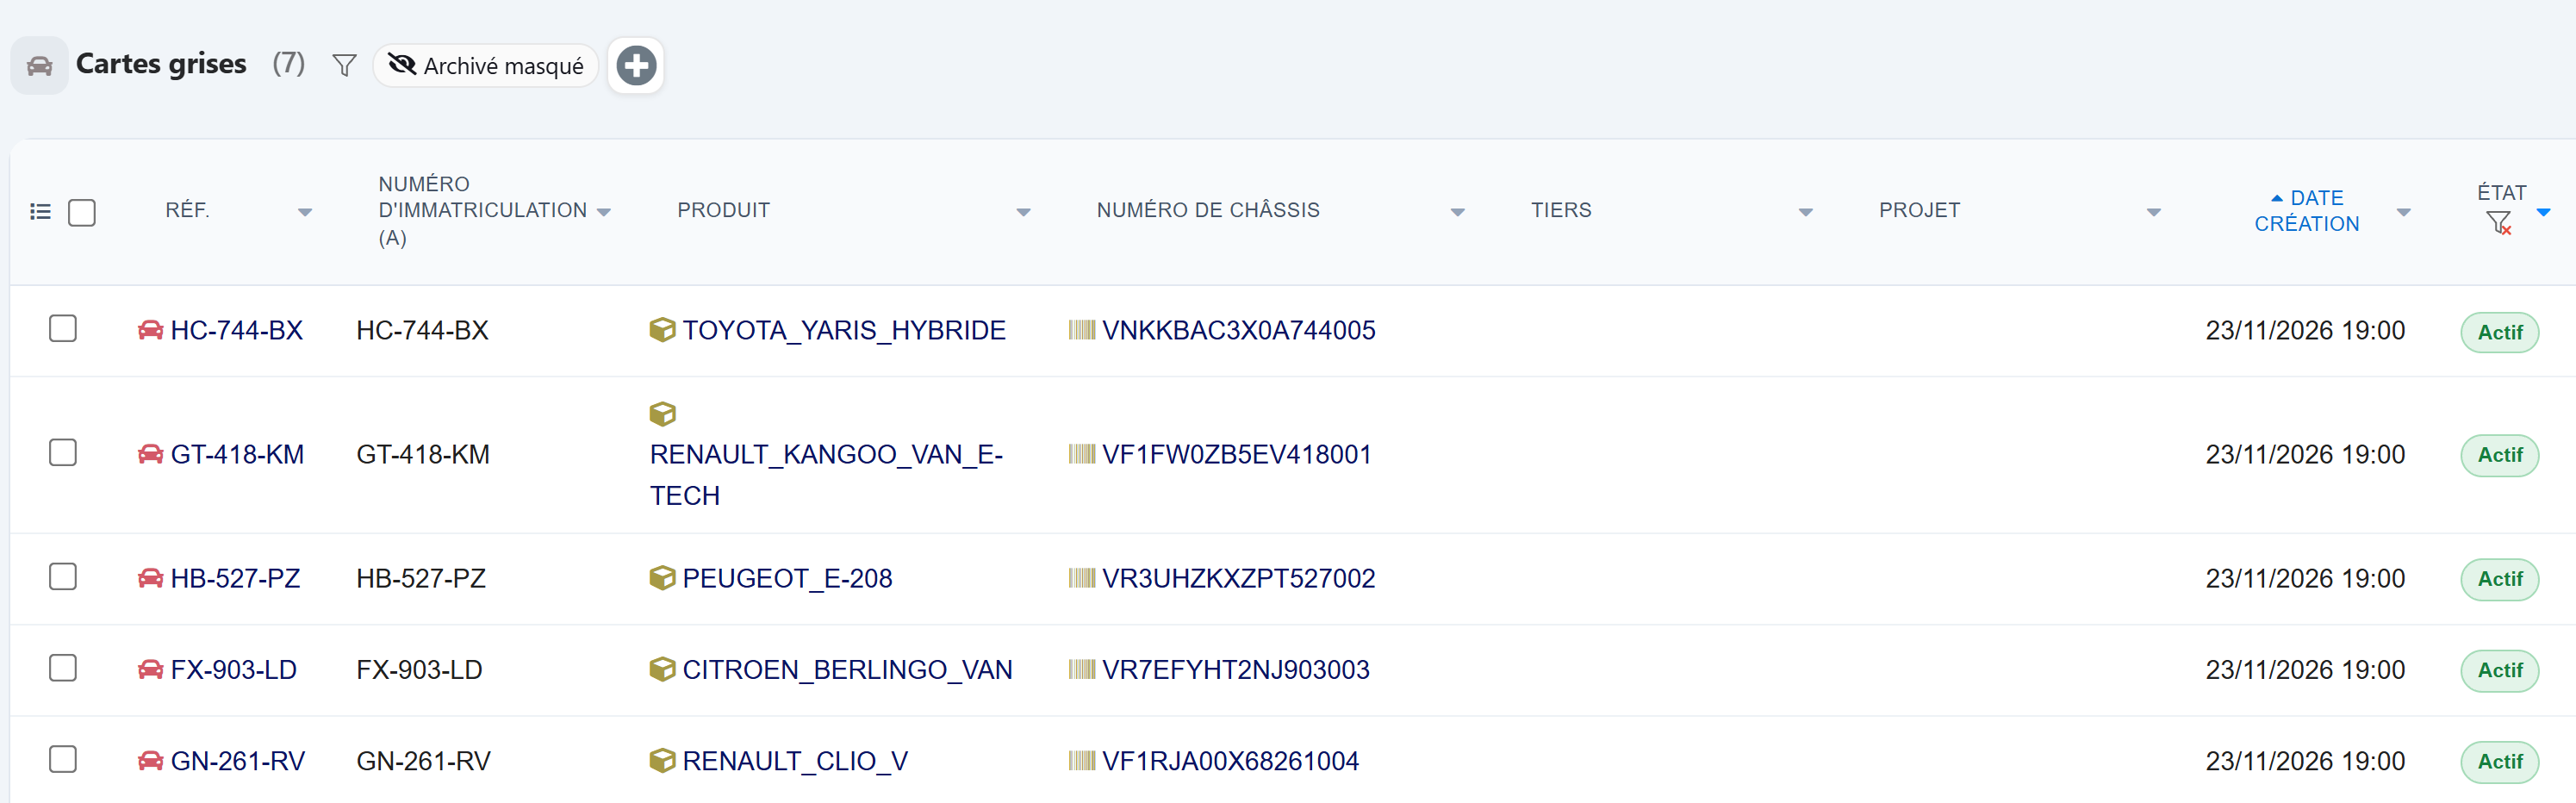 Cartes grises (7) Archivé masqué
RÉF.
NUMÉRO
D'IMMATRICULATION
(A)
PRODUIT
NUMÉRO DE CHÂSSIS
TIERS
PROJET
DATE
CRÉATION
ÉTAT
HC-744-BX HC-744-BX TOYOTA_YARIS_HYBRIDE VNKKBAC3X0A744005 23/11/2026 19:00 Actif
GT-418-KM GT-418-KM RENAULT_KANGOO_VAN_E-
TECH
VF1FW0ZB5EV418001 23/11/2026 19:00 Actif
HB-527-PZ HB-527-PZ PEUGEOT_E-208 VR3UHZKXZPT527002 23/11/2026 19:00 Actif
FX-903-LD FX-903-LD CITROEN_BERLINGO_VAN VR7EFYHT2NJ903003 23/11/2026 19:00 Actif
GN-261-RV GN-261-RV RENAULT_CLIO_V VF1RJA00X68261004 23/11/2026 19:00 Actif